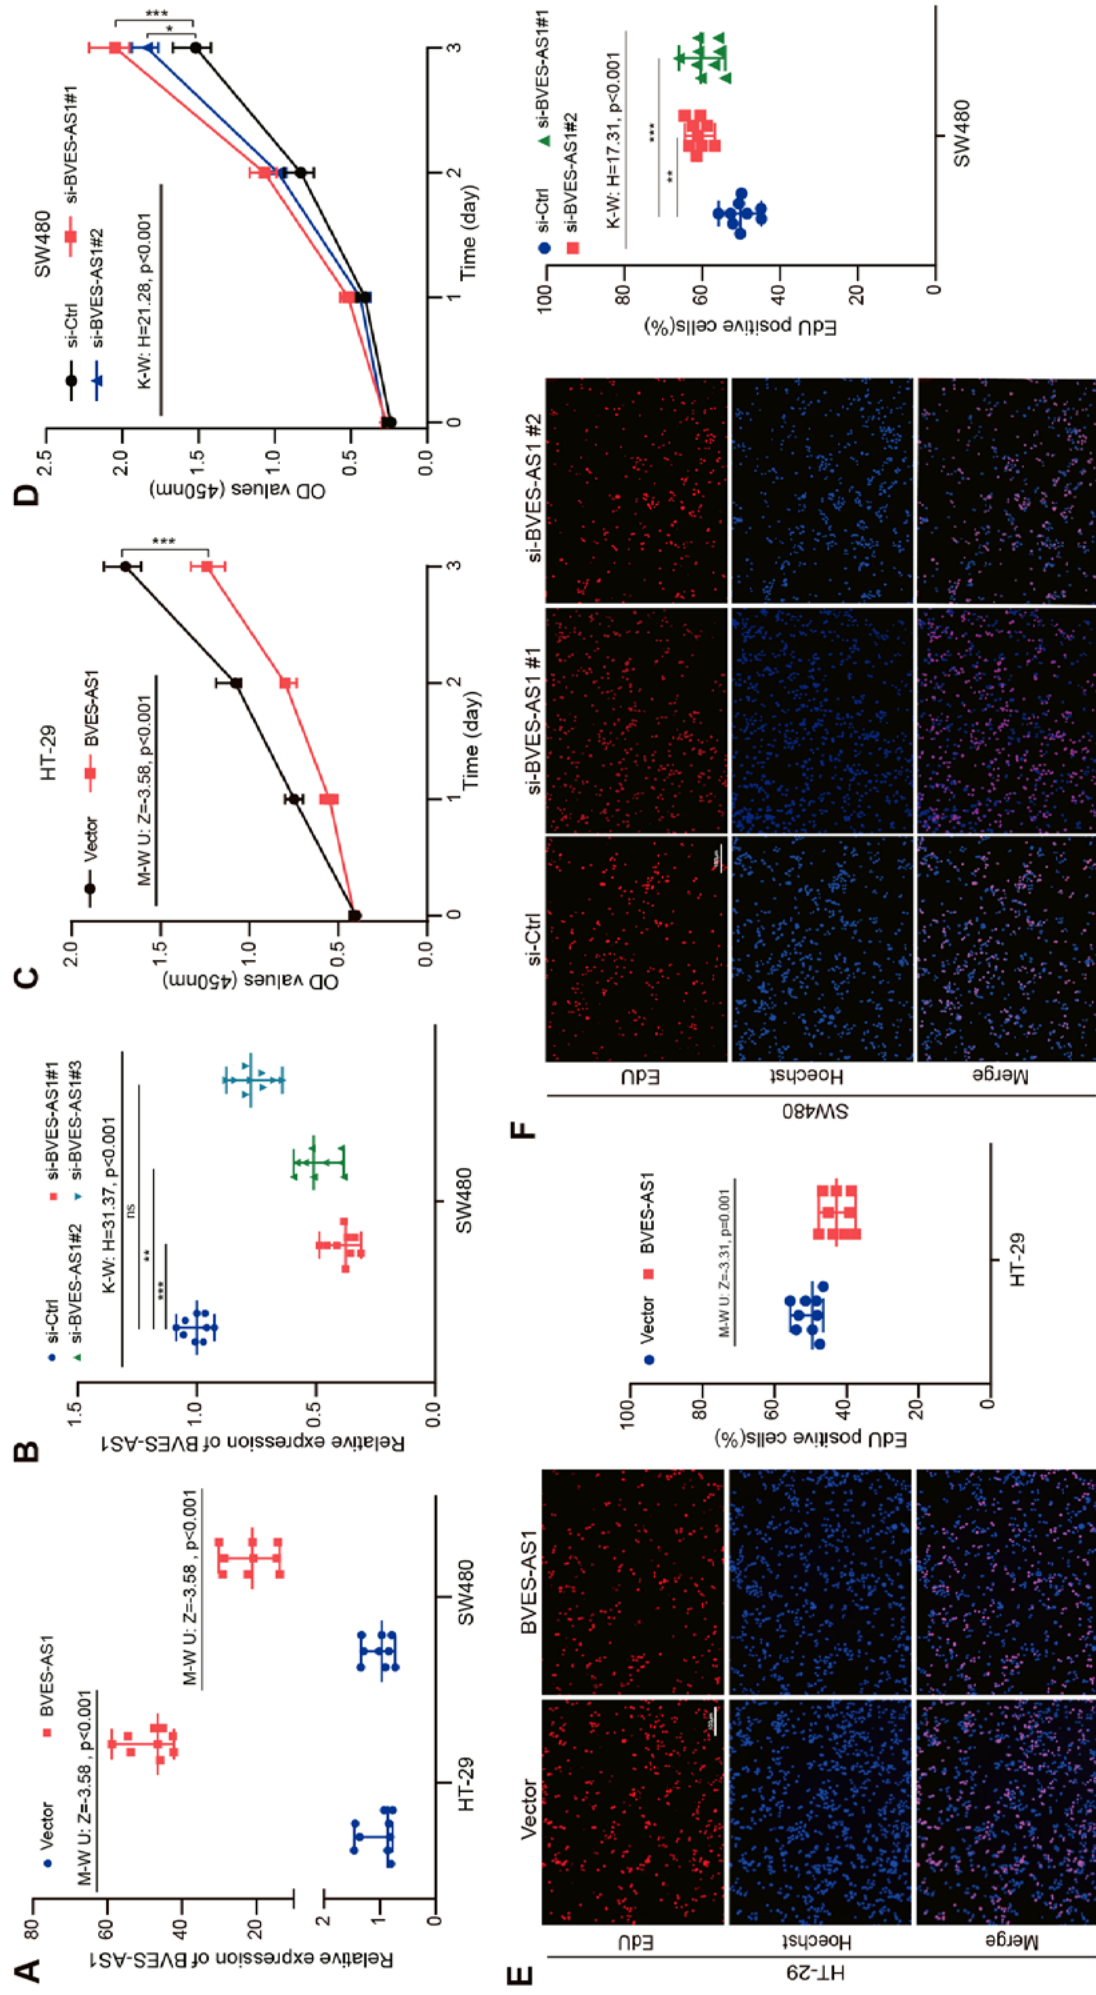 A
Vector
BVES-AS1
M-W U: Z=-3.58 , p<0.001
M-W U: Z=-3.58 , p<0.001
Relative expression of BVES-AS1
80
60
40
20
2
1
0
HT-29
SW480
B
si-Ctrl
si-BVES-AS1#1
si-BVES-AS1#2
si-BVES-AS1#3
K-W: H=31.37, p<0.001
ns
**
***
Relative expression of BVES-AS1
1.5
1.0
0.5
0.0
SW480
C
HT-29
Vector
BVES-AS1
M-W U: Z=-3.58, p<0.001
***
OD values (450nm)
2.0
1.5
1.0
0.5
0.0
0 1 2 3
Time (day)
D
SW480
si-Ctrl
si-BVES-AS1#1
si-BVES-AS1#2
K-W: H=21.28, p<0.001
***
*
OD values (450nm)
2.5
2.0
1.5
1.0
0.5
0.0
0 1 2 3
Time (day)
E
Vector
BVES-AS1
HT-29
EdU
Hoechst
Merge
Vector
BVES-AS1
M-W U: Z=-3.31, p=0.001
EdU positive cells(%)
100
80
60
40
20
0
HT-29
F
si-Ctrl
si-BVES-AS1 #1
si-BVES-AS1 #2
SW480
EdU
Hoechst
Merge
si-Ctrl
si-BVES-AS1#1
si-BVES-AS1#2
K-W: H=17.31, p<0.001
***
**
EdU positive cells(%)
100
80
60
40
20
0
SW480